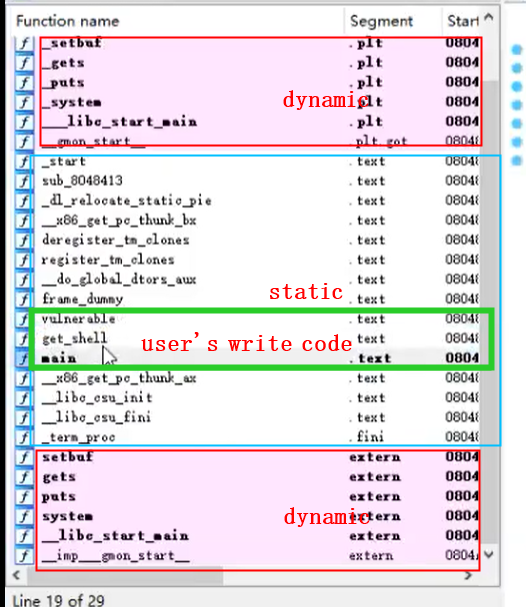 Function name Segment Start
_setbuf .plt 0804
_gets .plt 0804
_puts .plt 0804
_system .plt 0804
dynamic
___libc_start_main .plt 0804
__gmon_start__ .plt.got 0804
_start .text 0804
sub_8048413 .text 0804
_dl_relocate_static_pie .text 0804
__x86_get_pc_thunk_bx .text 0804
deregister_tm_clones .text 0804
register_tm_clones .text 0804
__do_global_dtors_aux .text 0804
frame_dummy .text 0804
static
vulnerable .text 0804
get_shell .text 0804
user's write code
main .text 0804
__x86_get_pc_thunk_ax .text 0804
__libc_csu_init .text 0804
__libc_csu_fini .text 0804
_term_proc .fini 0804
setbuf extern 0804
gets extern 0804
puts extern 0804
system extern 0804
dynamic
__libc_start_main extern 0804
__imp___gmon_start__ extern 0804
Line 19 of 29